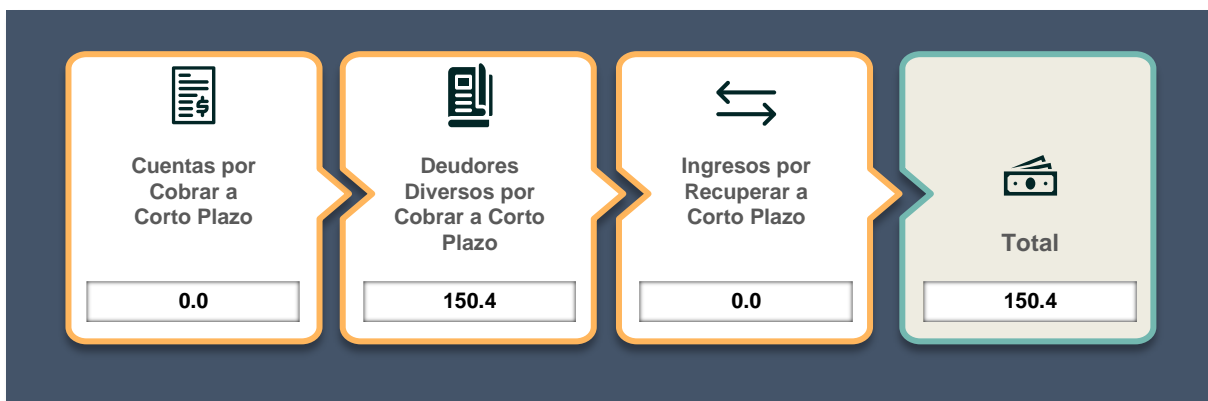 Cuentas por
Cobrar a
Corto Plazo
0.0
Deudores
Diversos por
Cobrar a Corto
Plazo
150.4
Ingresos por
Recuperar a
Corto Plazo
0.0
Total
150.4